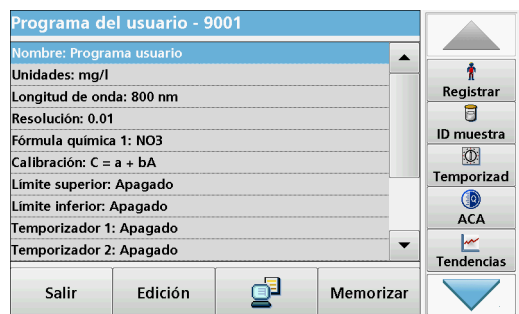 Programa del usuario - 9001
Nombre: Programa usuario
Unidades: mg/l
Longitud de onda: 800 nm
Resolución: 0.01
Fórmula química 1: NO3
Calibración: C = a + bA
Límite superior: Apagado
Límite inferior: Apagado
Temporizador 1: Apagado
Temporizador 2: Apagado
Salir
Edición
Memorizar
Registrar
ID muestra
Temporizad
ACA
Tendencias